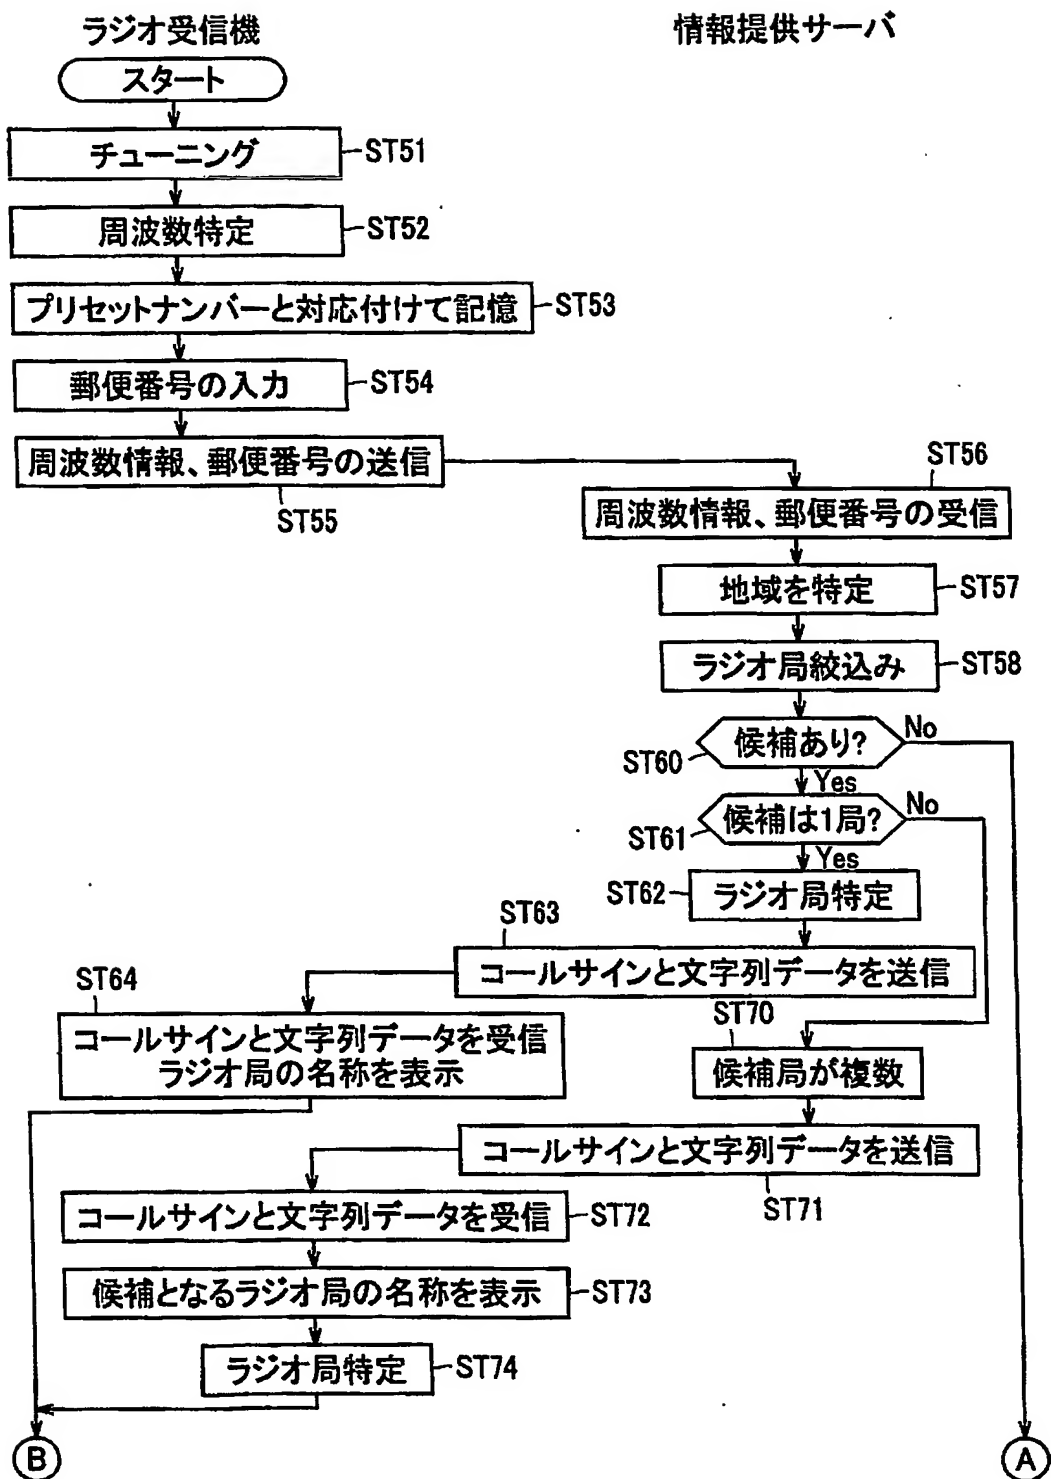 ラジオ受信機
情報提供サーバ
スタート
チューニング
ST51
周波数特定
ST52
プリセットナンバーと対応付けて記憶
ST53
郵便番号の入力
ST54
周波数情報、郵便番号の送信
ST55
ST56
周波数情報、郵便番号の受信
地域を特定
ST57
ラジオ局絞込み
ST58
候補あり?
No
ST60
Yes
候補は1局?
No
ST61
Yes
ST62
ラジオ局特定
ST63
コールサインと文字列データを送信
ST64
コールサインと文字列データを受信
ラジオ局の名称を表示
ST70
候補局が複数
コールサインと文字列データを送信
ST71
コールサインと文字列データを受信
ST72
候補となるラジオ局の名称を表示
ST73
ラジオ局特定
ST74
B
A